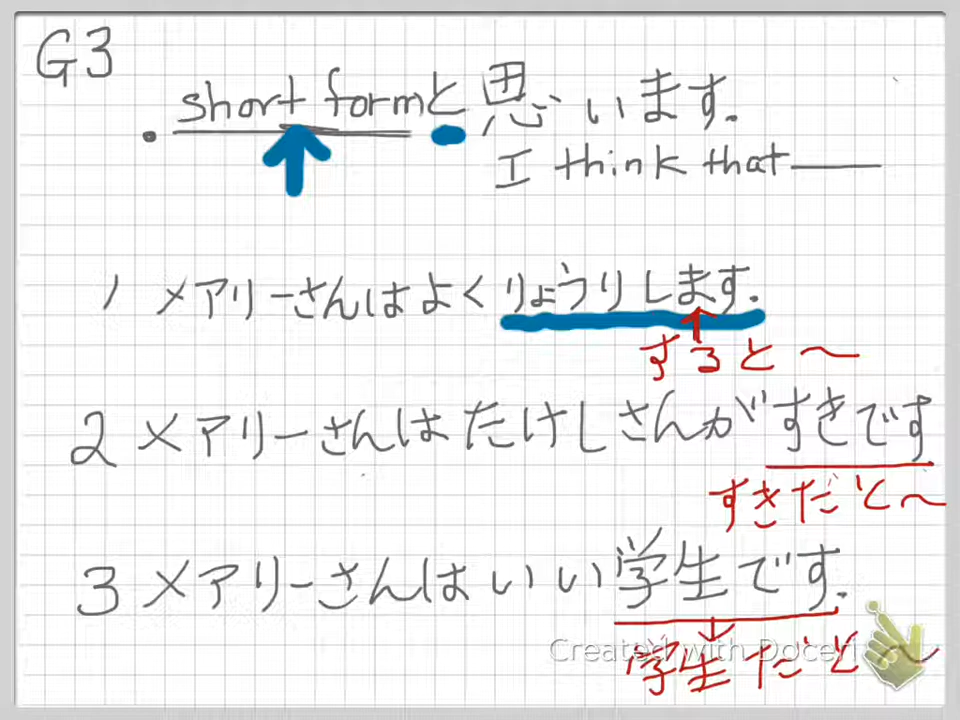 G3
. short formと思います.
I think that ——
1 メアリーさんはよくりょうりします.
すると〜
2 メアリーさんはたけしさんがすきです
すきだと〜
3 メアリーさんはいい学生です.
学生だと〜
Created with Doceri